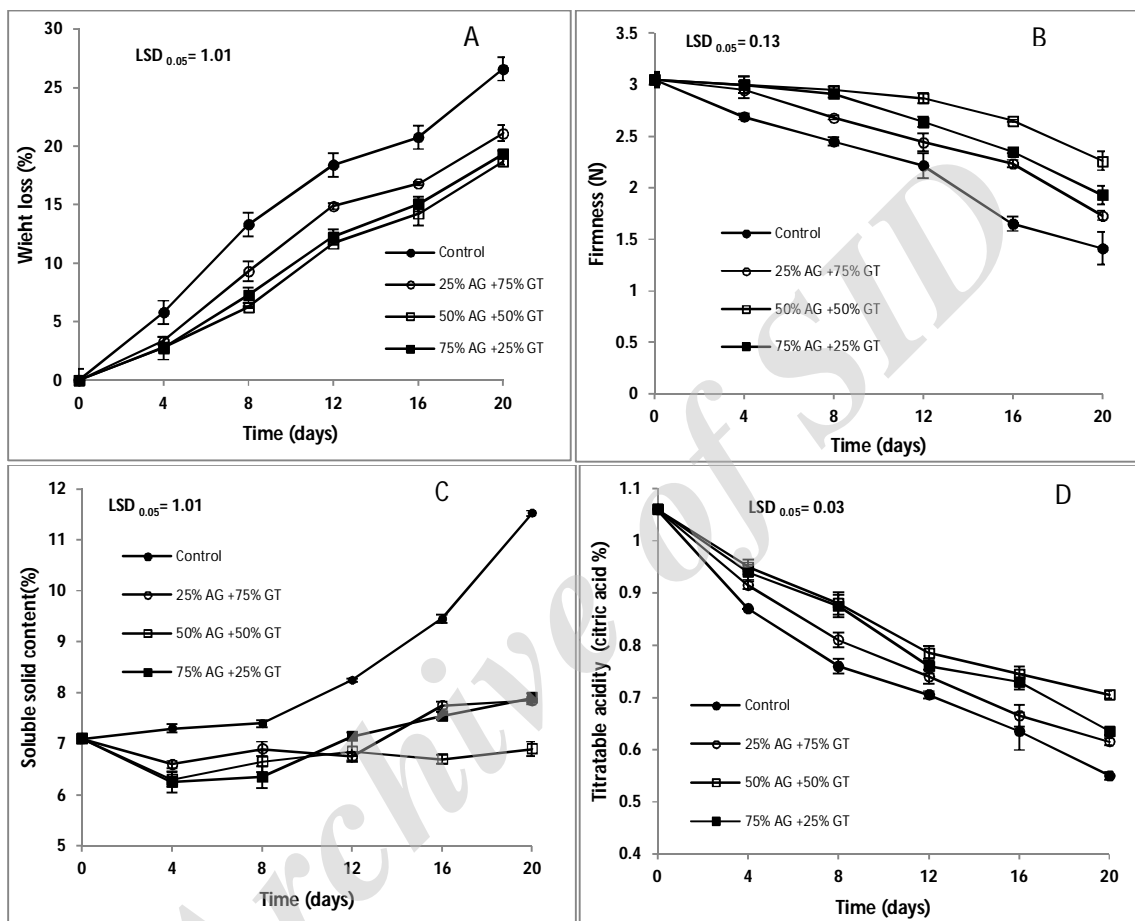 A
LSD 0.05= 1.01
30
25
20
15
10
5
0
Wieht loss (%)
Control
25% AG +75% GT
50% AG +50% GT
75% AG +25% GT
0 4 8 12 16 20
Time (days)
B
LSD 0.05 = 0.13
3.5
3
2.5
2
1.5
1
0.5
0
Firmness (N)
Control
25% AG +75% GT
50% AG +50% GT
75% AG +25% GT
0 4 8 12 16 20
Time (days)
C
LSD 0.05= 1.01
12
11
10
9
8
7
6
5
Soluble solid content(%)
Control
25% AG +75% GT
50% AG +50% GT
75% AG +25% GT
0 4 8 12 16 20
Time (days)
D
LSD 0.05= 0.03
1.1
1
0.9
0.8
0.7
0.6
0.5
0.4
Titratable acidity (citric acid %)
Control
25% AG +75% GT
50% AG +50% GT
75% AG +25% GT
0 4 8 12 16 20
Time (days)
Archive of SID